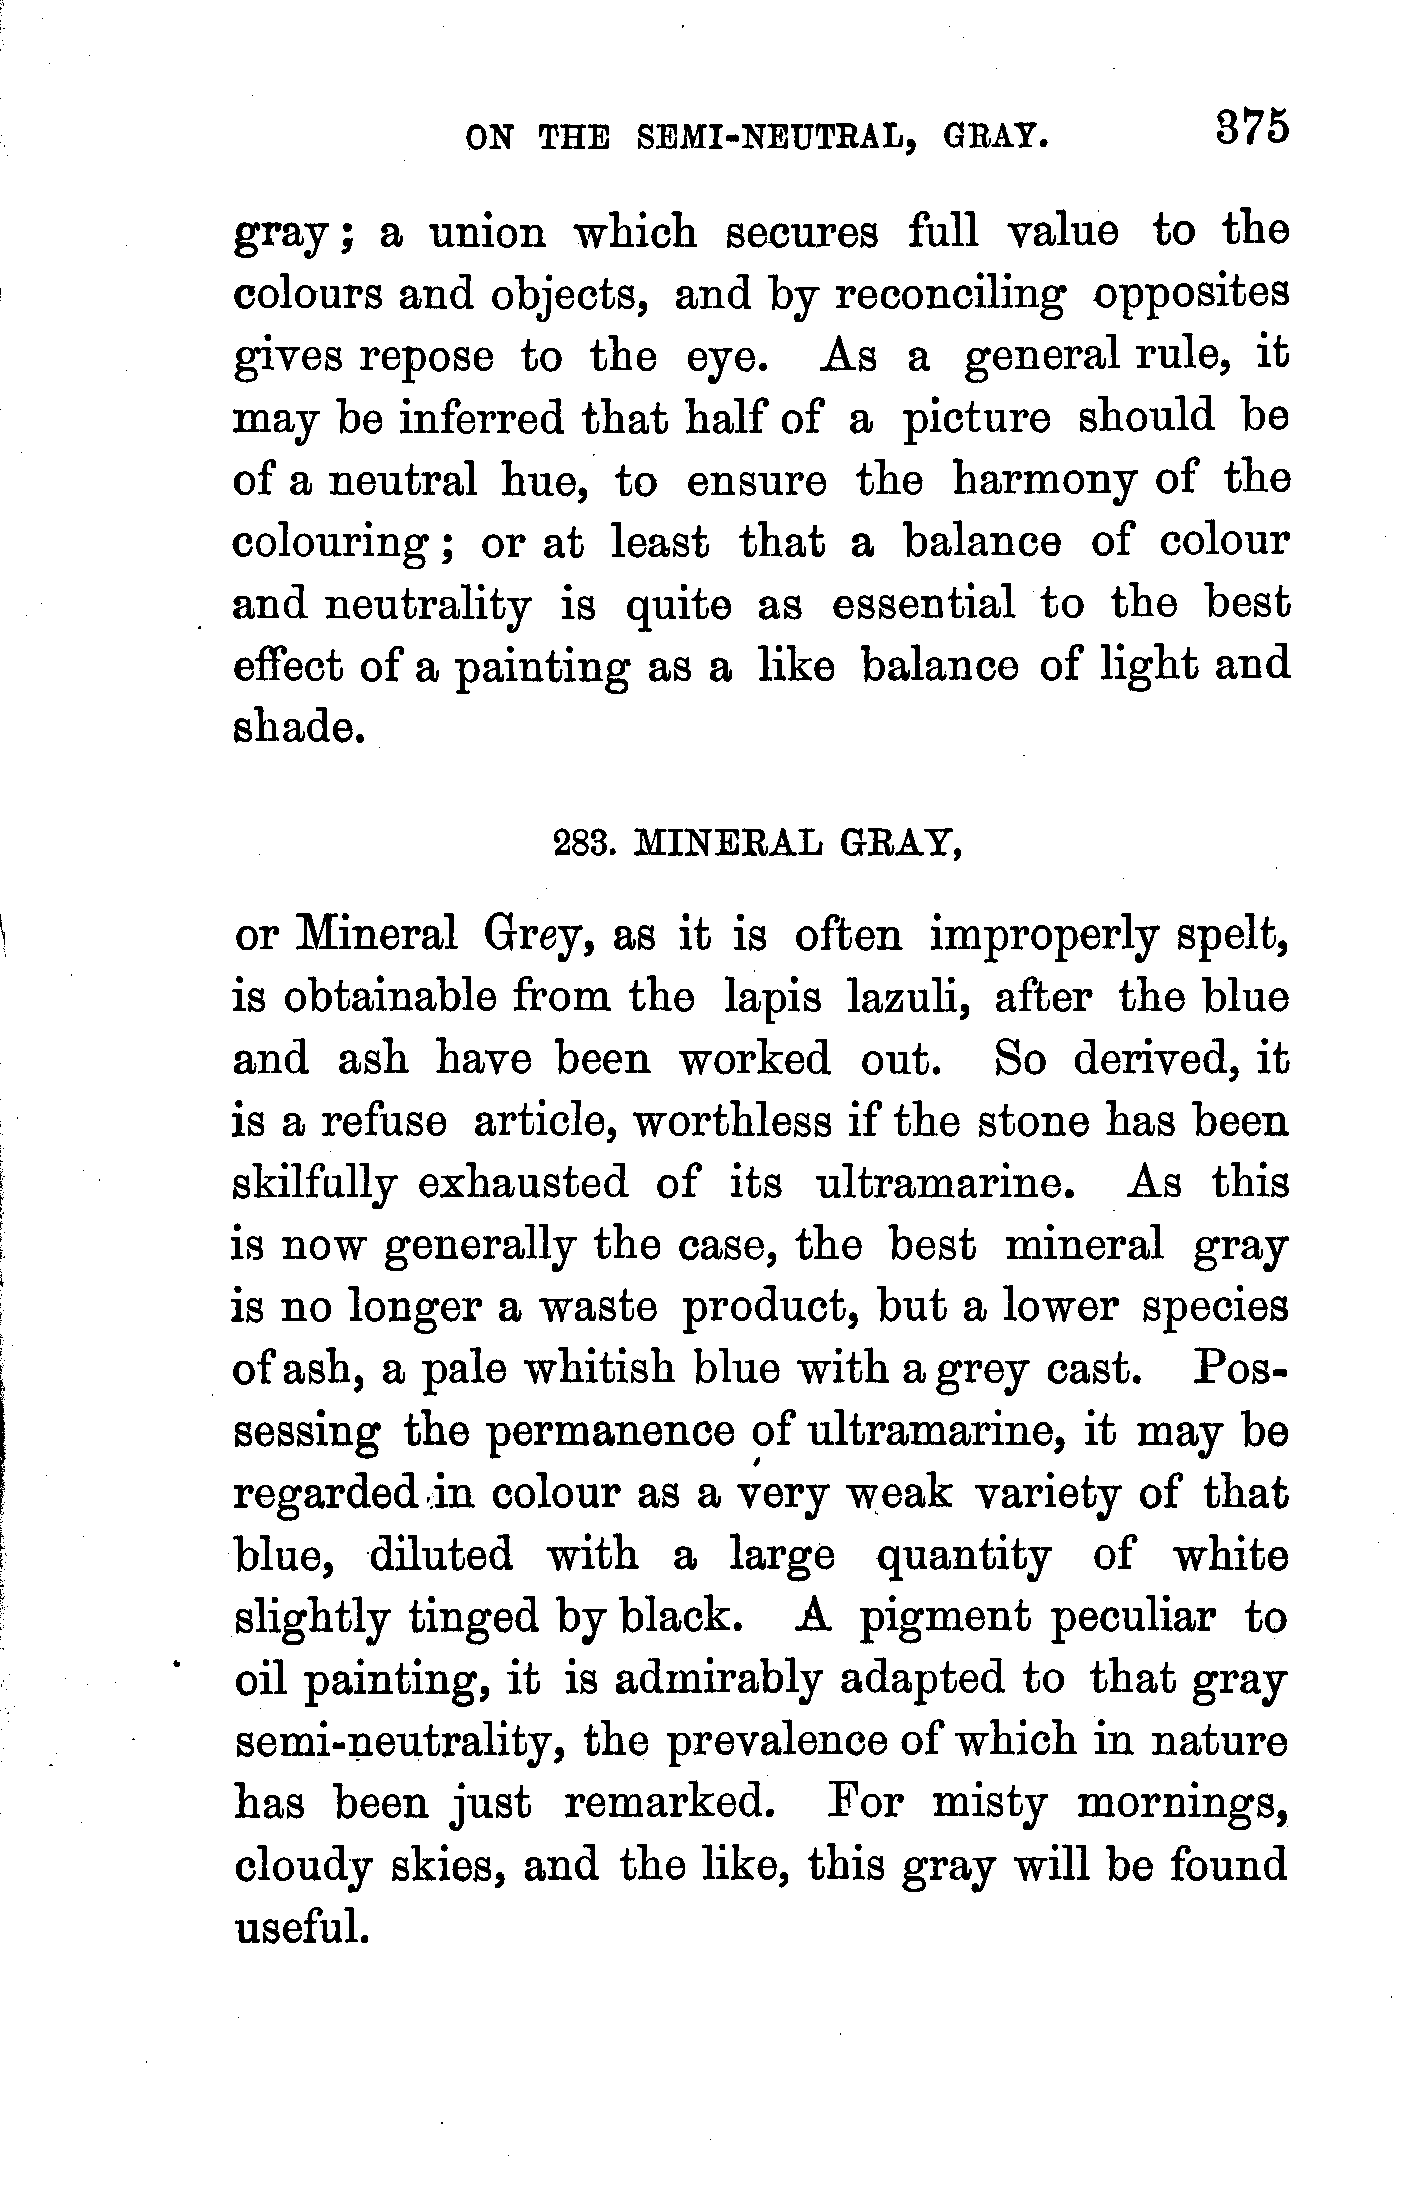 ON THE SEMI-NEUTRAL, GRAY. 375
gray; a union which secures full value to the
colours and objects, and by reconciling opposites
gives repose to the eye. As a general rule, it
may be inferred that half of a picture should be
of a neutral hue, to ensure the harmony of the
colouring; or at least that a balance of colour
and neutrality is quite as essential to the best
effect of a painting as a like balance of light and
shade.
283. MINERAL GRAY,
or Mineral Grey, as it is often improperly spelt,
is obtainable from the lapis lazuli, after the blue
and ash have been worked out. So derived, it
is a refuse article, worthless if the stone has been
skilfully exhausted of its ultramarine. As this
is now generally the case, the best mineral gray
is no longer a waste product, but a lower species
of ash, a pale whitish blue with a grey cast. Pos-
sessing the permanence of ultramarine, it may be
regarded in colour as a very weak variety of that
blue, diluted with a large quantity of white
slightly tinged by black. A pigment peculiar to
oil painting, it is admirably adapted to that gray
semi-neutrality, the prevalence of which in nature
has been just remarked. For misty mornings,
cloudy skies, and the like, this gray will be found
useful.